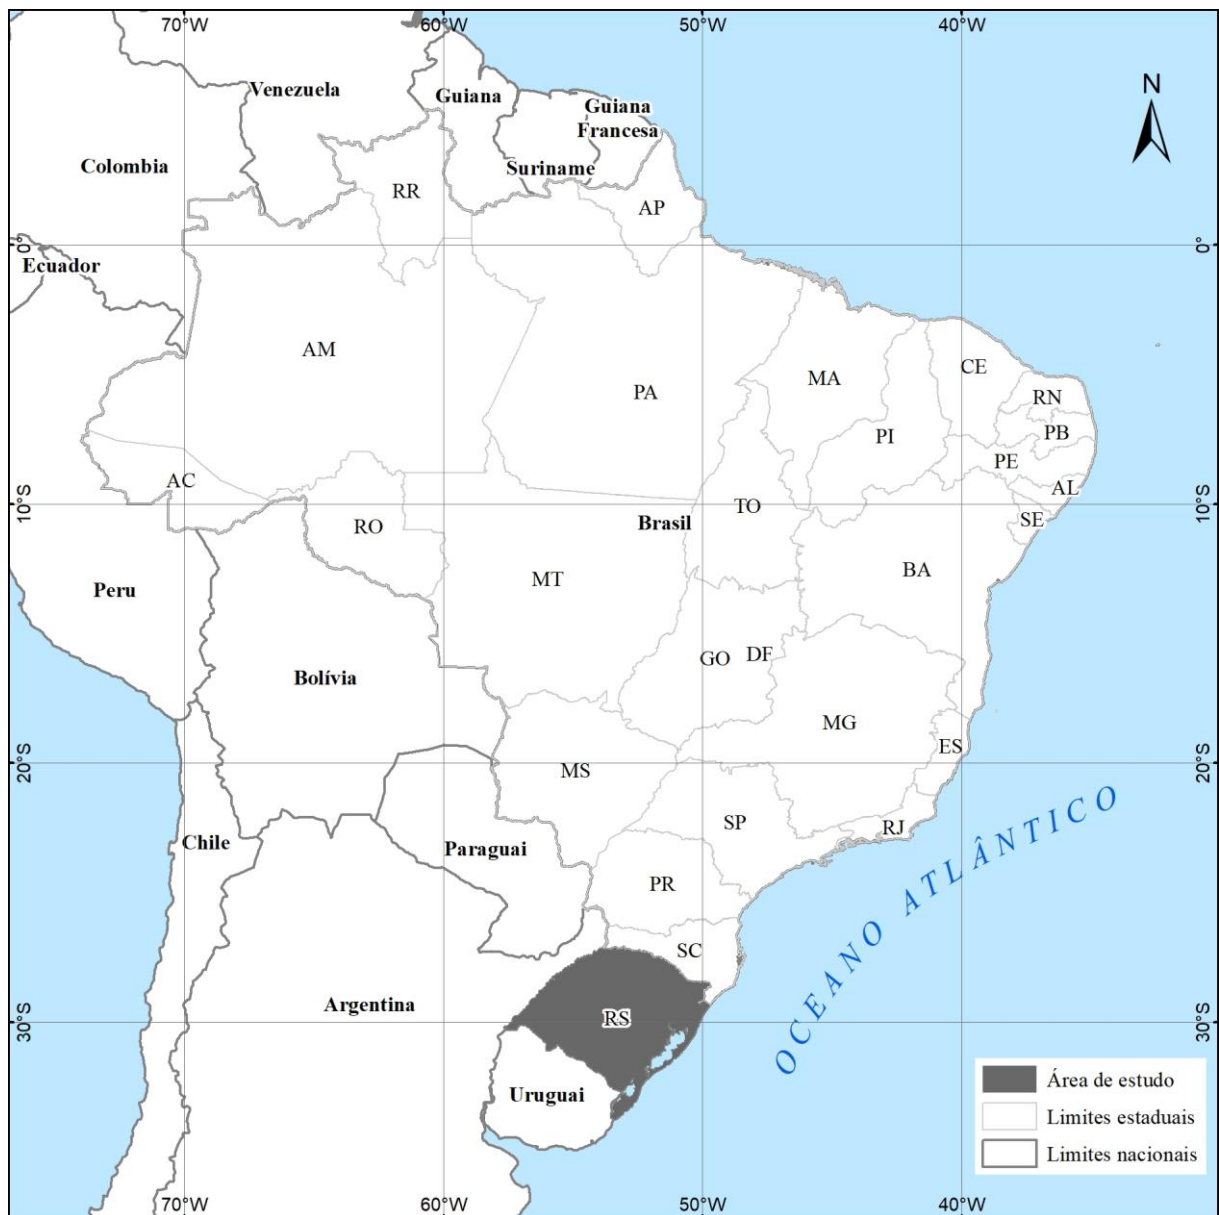 70°W 60°W 50°W 40°W
N
Venezuela
Guiana
Guiana
Francesa
Colombia
Suriname
RR
AP
0°
0°
Ecuador
AM
CE
MA
PA
RN
PB
PI
PE
AC
AL
10°S
10°S
TO
SE
Brasil
RO
BA
MT
Peru
GO
DF
Bolívia
MG
ES
20°S
20°S
MS
SP
RJ
Chile
Paraguai
OCEANO ATLÂNTICO
PR
SC
Argentina
RS
30°S
30°S
Uruguai
Área de estudo
Limites estaduais
Limites nacionais
70°W 60°W 50°W 40°W